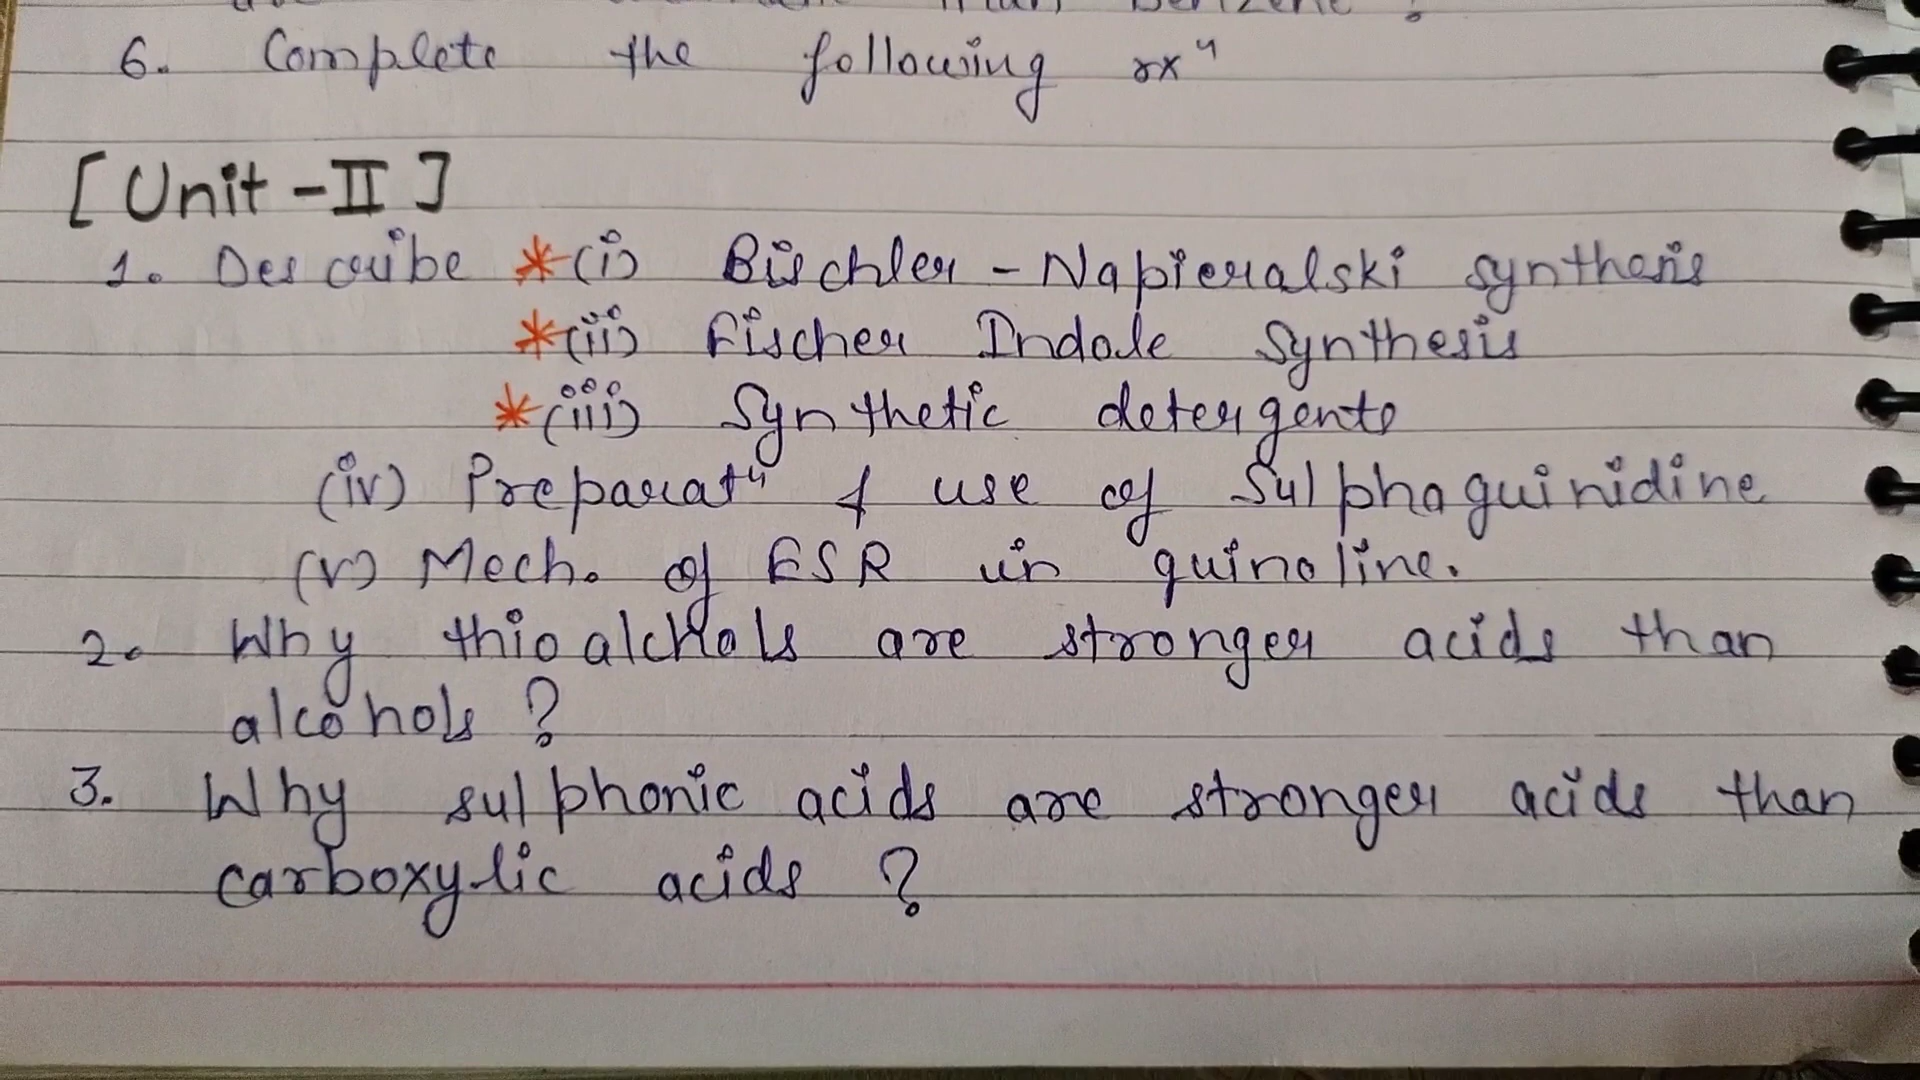 than Benzene ?
6. Complete the following rxⁿ
[Unit-II]
1. Describe *(i) Bischler-Napieralski synthesis
*(ii) Fischer Indole Synthesis
*(iii) Synthetic detergents
(iv) Preparatⁿ & use of Sulphaguinidine
(v) Mech. of ESR in quinoline.
2. Why thioalchols are stronger acids than
alcohols ?
3. Why sulphonic acids are stronger acids than
carboxylic acids ?